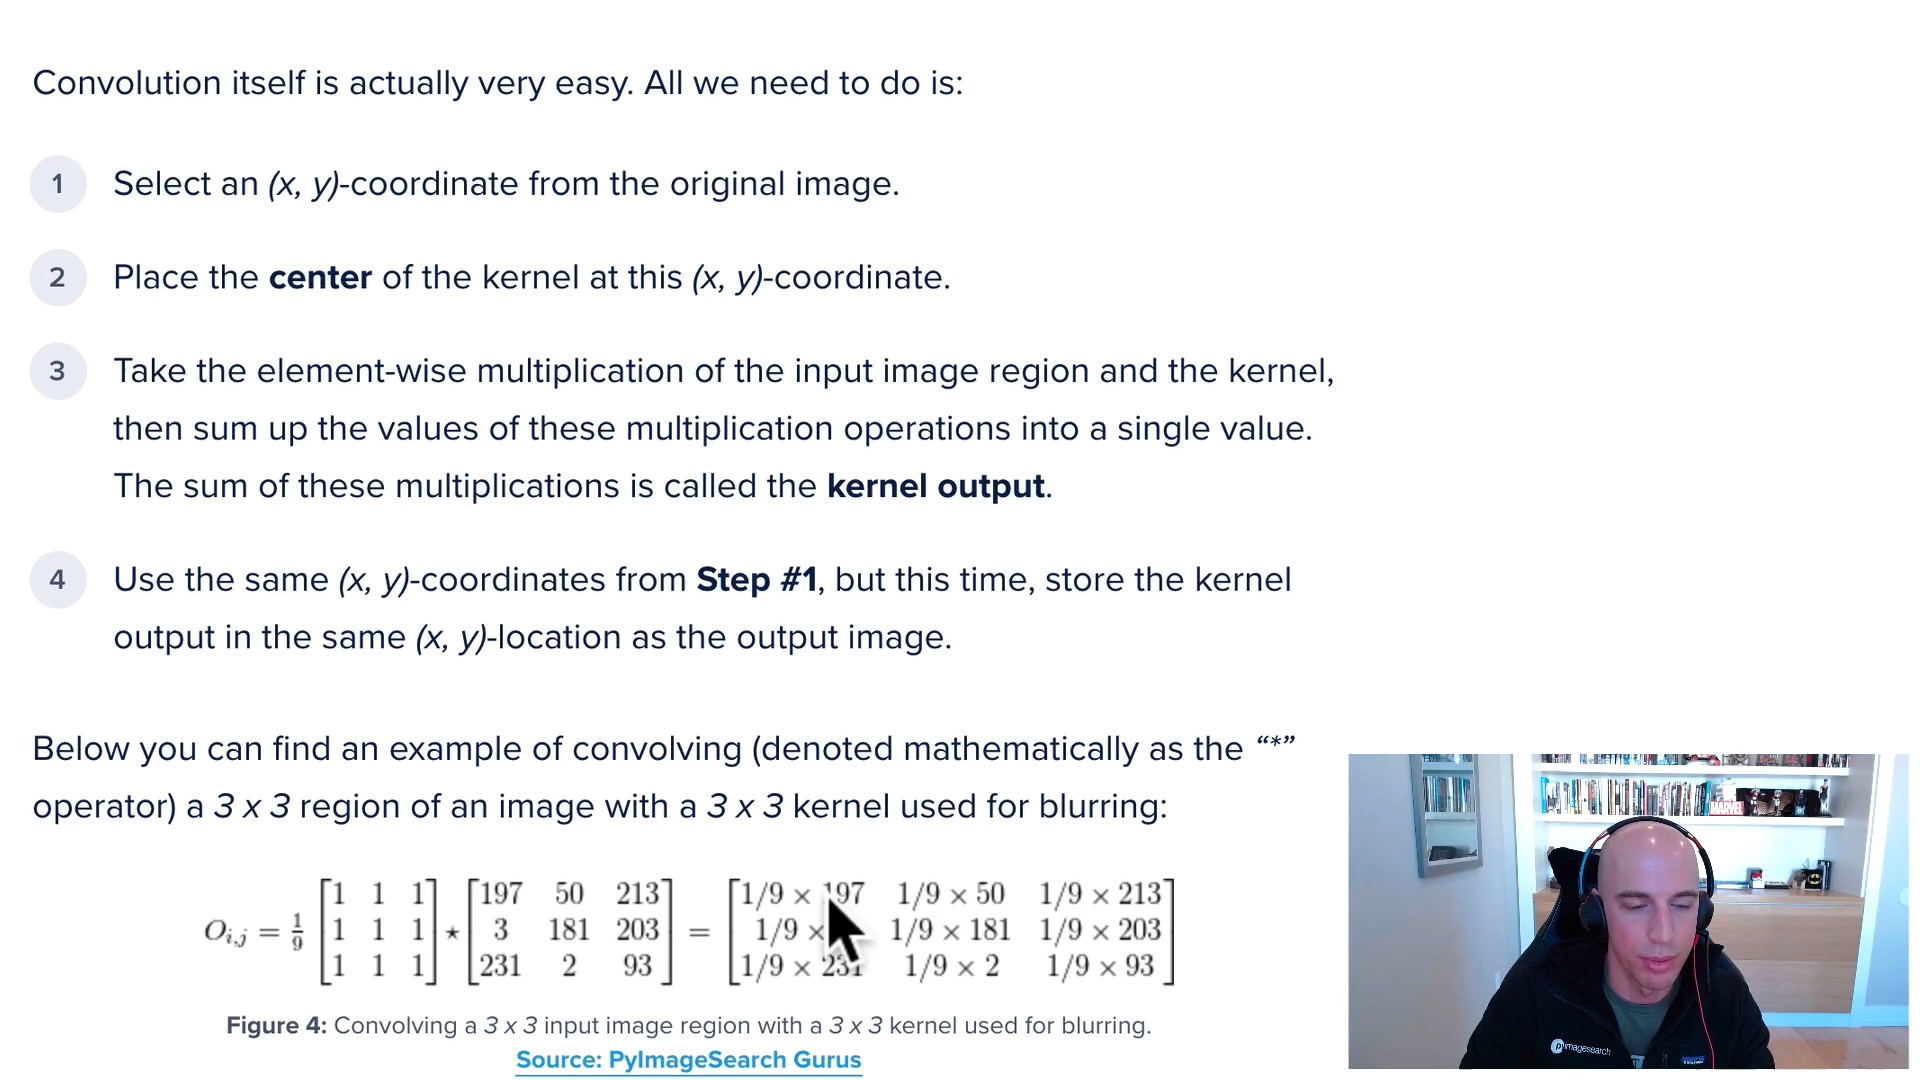 Convolution itself is actually very easy. All we need to do is:
1 Select an (x, y)-coordinate from the original image.
2 Place the center of the kernel at this (x, y)-coordinate.
3 Take the element-wise multiplication of the input image region and the kernel,
then sum up the values of these multiplication operations into a single value.
The sum of these multiplications is called the kernel output.
4 Use the same (x, y)-coordinates from Step #1, but this time, store the kernel
output in the same (x, y)-location as the output image.
Below you can find an example of convolving (denoted mathematically as the “*”
operator) a 3 x 3 region of an image with a 3 x 3 kernel used for blurring:
[1 1 1] [197 50 213] [1/9 × 197 1/9 × 50 1/9 × 213]
O_{i,j} = 1/9 [1 1 1] ⋆ [3 181 203] = [1/9 × 1/9 × 181 1/9 × 203]
[1 1 1] [231 2 93] [1/9 × 231 1/9 × 2 1/9 × 93]
Figure 4: Convolving a 3 x 3 input image region with a 3 x 3 kernel used for blurring.
Source: PyImageSearch Gurus
MARVEL
pyimagesearch